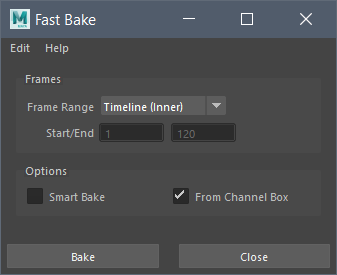 M Fast Bake
Edit Help
Frames
Frame Range Timeline (Inner)
Start/End 1 120
Options
Smart Bake From Channel Box
Bake Close